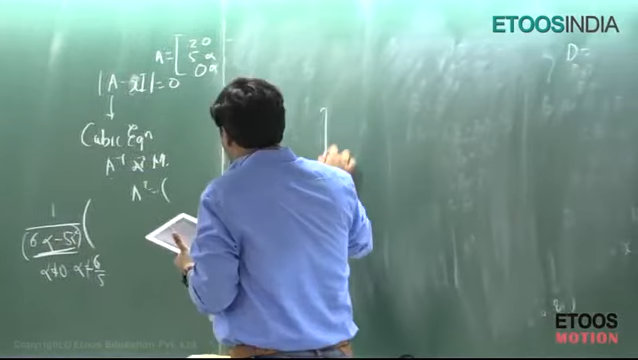 ETOOSINDIA
2 0
A = [ 5 α
0 α
D =
|A - λI| = 0
↓
Cubic Eqn
A⁻¹
M.
A² - (
1
(6α - 5α²)
α≠0 α≠6/5
ETOOS
MOTION
Copyright © Etoos Education Pvt. Ltd.